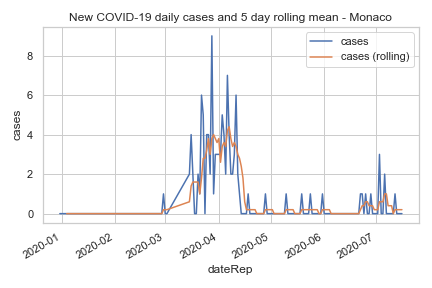 New COVID-19 daily cases and 5 day rolling mean - Monaco
cases
cases (rolling)
cases
8
6
4
2
0
2020-01
2020-02
2020-03
2020-04
2020-05
2020-06
2020-07
dateRep